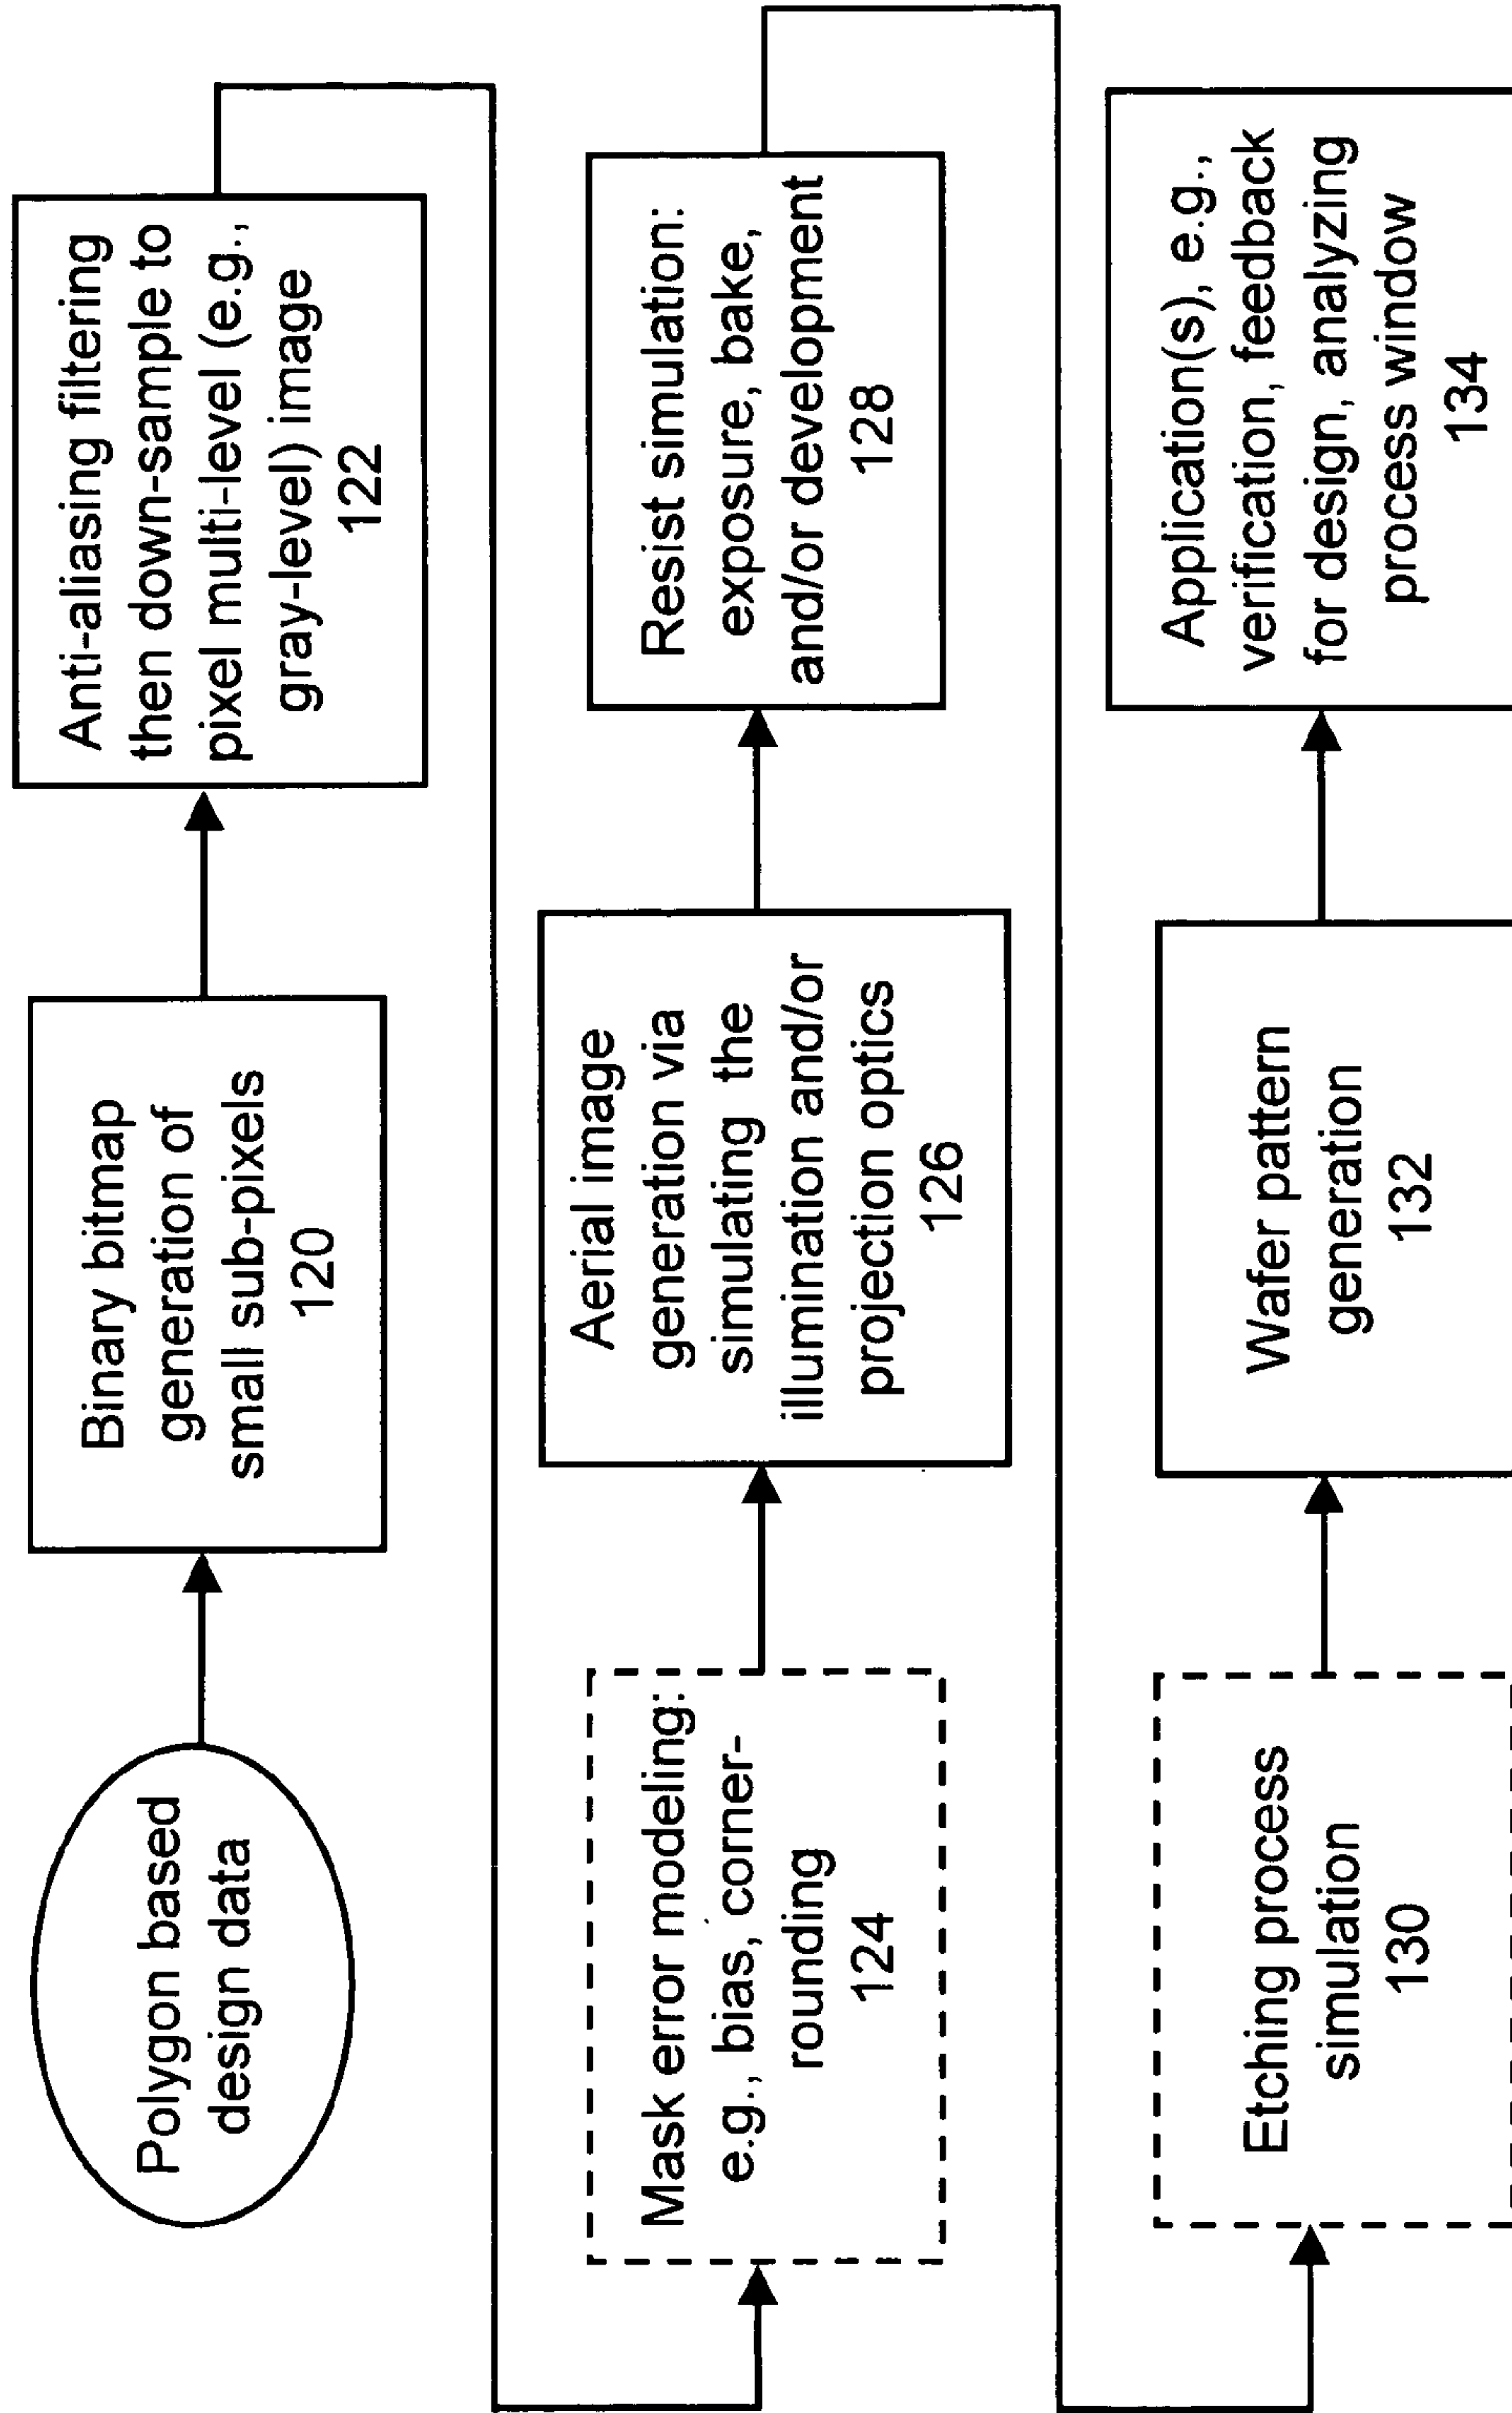 Polygon based
design data
Binary bitmap
generation of
small sub-pixels
120
Anti-aliasing filtering
then down-sample to
pixel multi-level (e.g.,
gray-level) image
122
Mask error modeling:
e.g., bias, corner-
rounding
124
Aerial image
generation via
simulating the
illumination and/or
projection optics
126
Resist simulation:
exposure, bake,
and/or development
128
Etching process
simulation
130
Wafer pattern
generation
132
Application(s), e.g.,
verification, feedback
for design, analyzing
process window
134